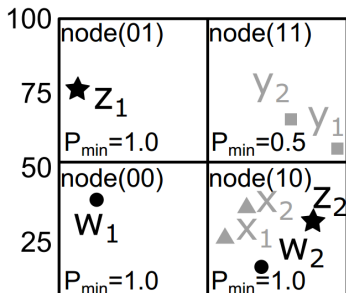 100
node(01)
node(11)
75
z1
y2
y1
Pmin=1.0
Pmin=0.5
50
node(00)
node(10)
w1
x2
z2
x1
w2
25
Pmin=1.0
Pmin=1.0